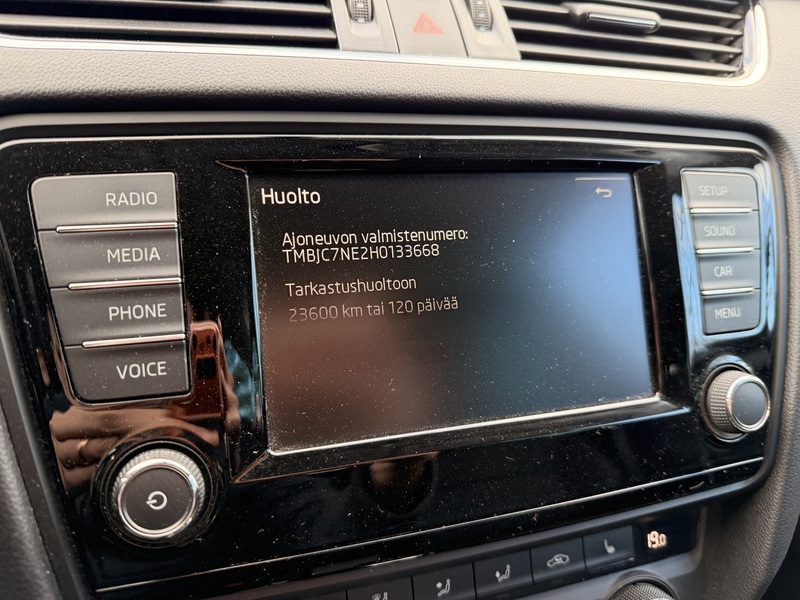 RADIO
MEDIA
PHONE
VOICE
Huolto
Ajoneuvon valmistenumero:
TMBJC7NE2H0133668
Tarkastushuoltoon
23600 km tai 120 päivää
SETUP
SOUND
CAR
MENU
19.0